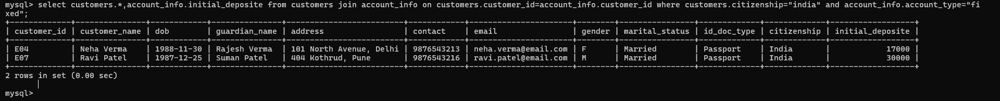 mysql> select customers.*,account_info.initial_deposite from customers join account_info on customers.customer_id=account_info.customer_id where customers.citizenship="india" and account_info.account_type="fi
xed";
+-------------+---------------+------------+---------------+-------------------------+------------+----------------------+--------+----------------+-------------+-------------+------------------+
| customer_id | customer_name | dob        | guardian_name | address                 | contact    | email                | gender | marital_status | id_doc_type | citizenship | initial_deposite |
+-------------+---------------+------------+---------------+-------------------------+------------+----------------------+--------+----------------+-------------+-------------+------------------+
| E04         | Neha Verma    | 1988-11-30 | Rajesh Verma  | 101 North Avenue, Delhi | 9876543213 | neha.verma@email.com | F      | Married        | Passport    | India       |            17000 |
| E07         | Ravi Patel    | 1987-12-25 | Suman Patel   | 404 Kothrud, Pune       | 9876543216 | ravi.patel@email.com | M      | Married        | Passport    | India       |            30000 |
+-------------+---------------+------------+---------------+-------------------------+------------+----------------------+--------+----------------+-------------+-------------+------------------+
2 rows in set (0.00 sec)
mysql>